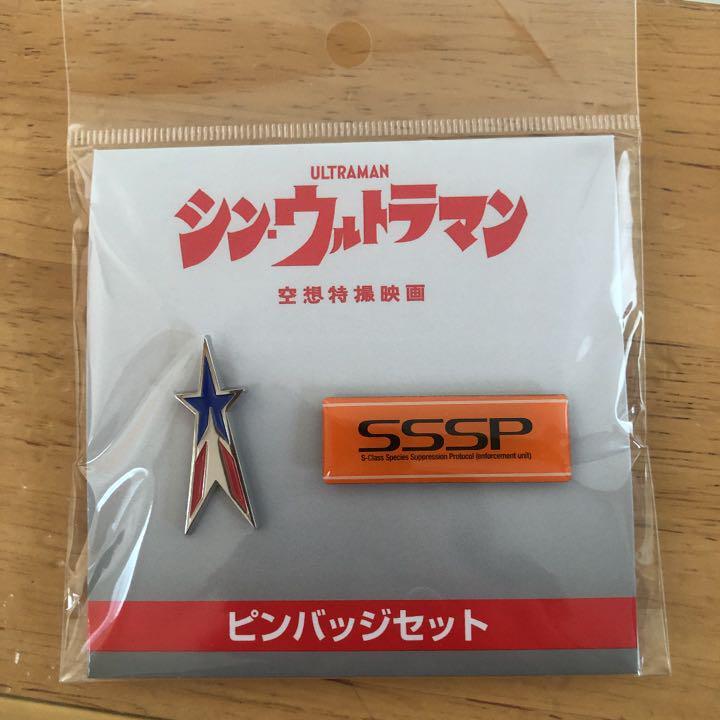 ULTRAMAN
シン・ウルトラマン
空想特撮映画
SSSP
S-Class Species Suppression Protocol (enforcement unit)
ピンバッジセット